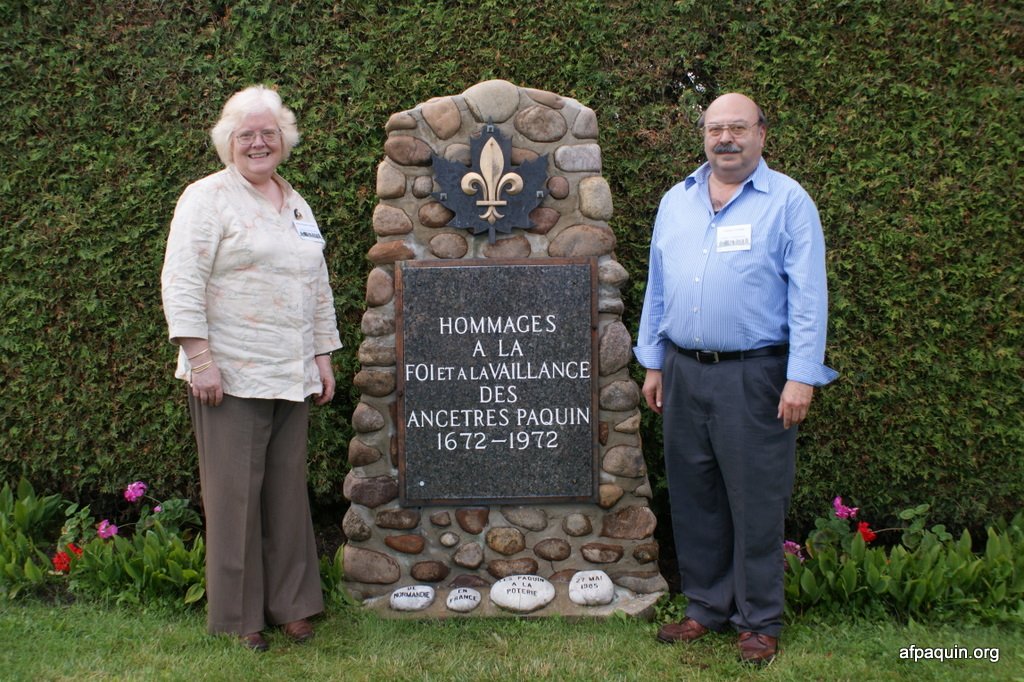 HOMMAGES
A LA
FOI ET A LA VAILLANCE
DES
ANCETRES PAQUIN
1672-1972
DE
NORMANDIE
EN
FRANCE
LES PAQUIN
A LA
POTERIE
27 MAI
1985
afpaquin.org